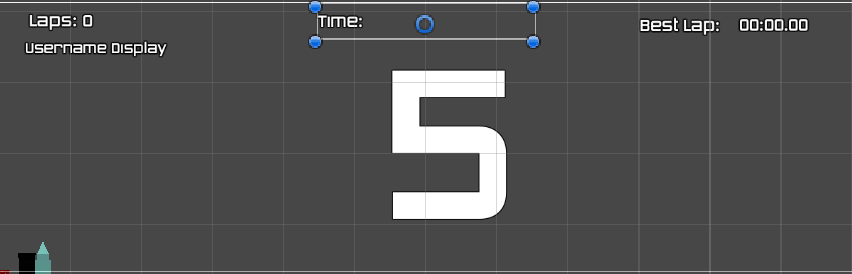 Laps: 0
Time:
Best Lap: 00:00.00
Username Display
5